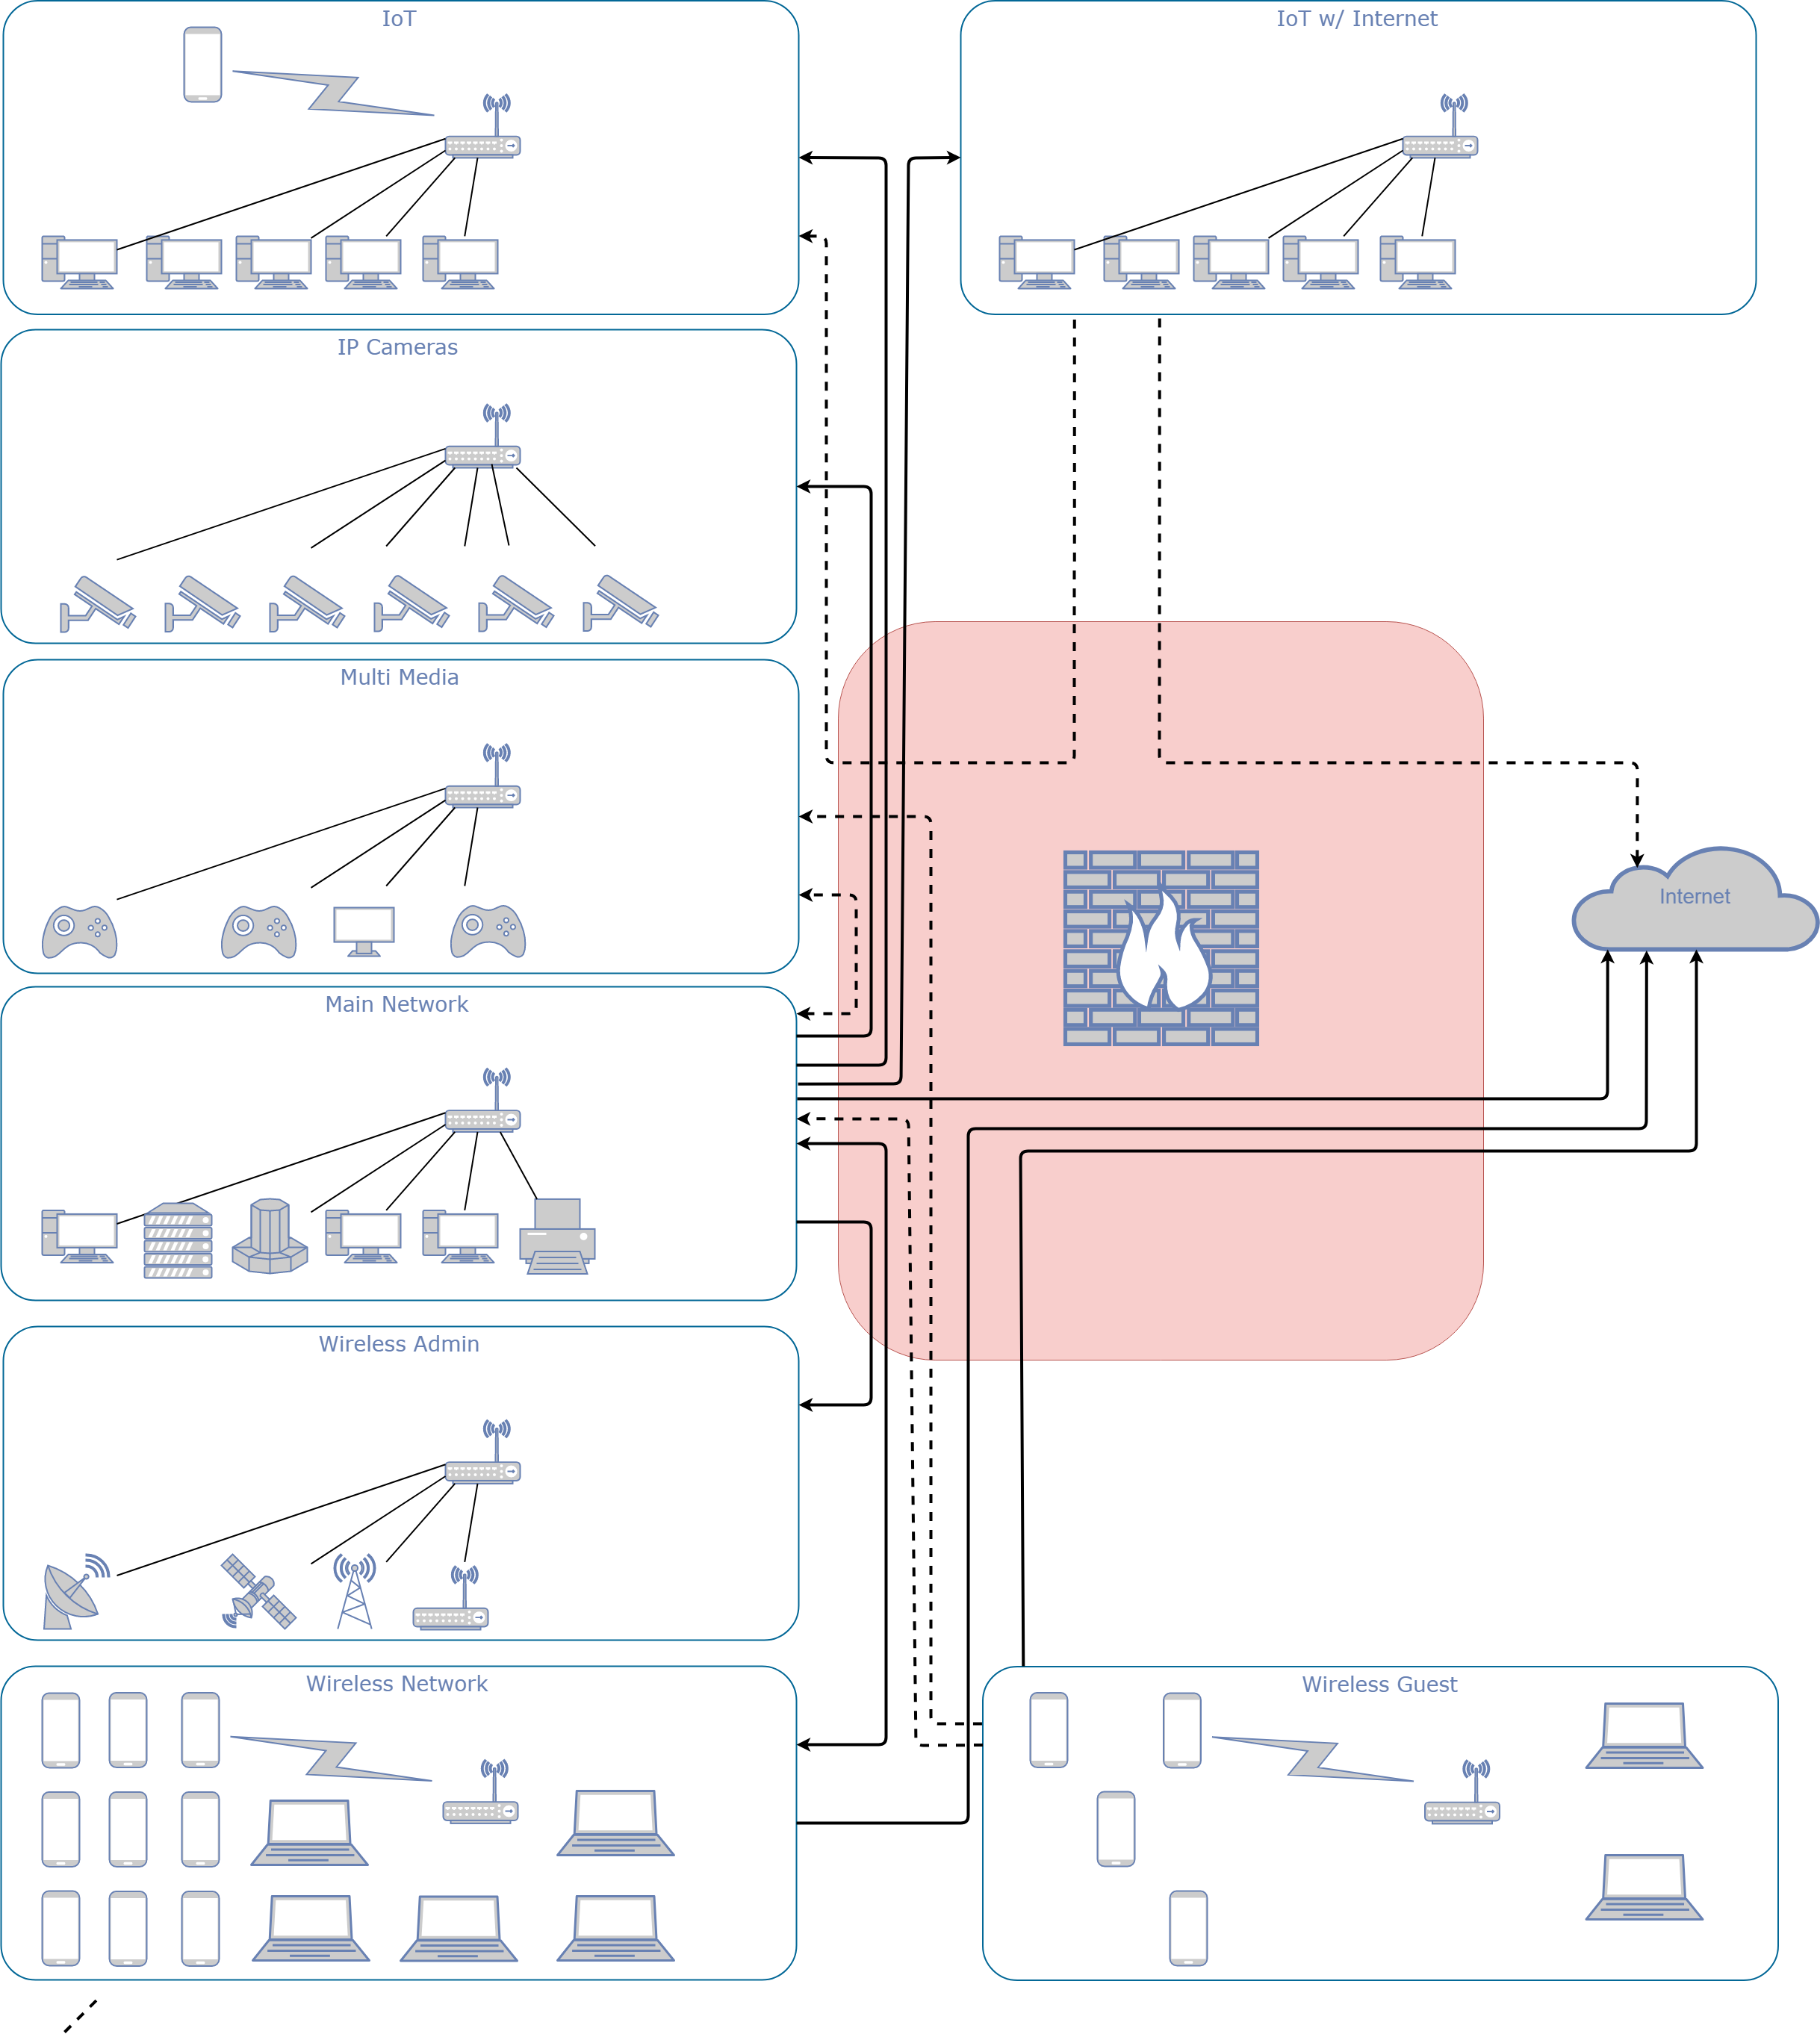 IoT
IoT w/ Internet
IP Cameras
Multi Media
Internet
Main Network
Wireless Admin
Wireless Network
Wireless Guest